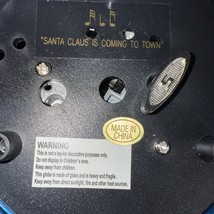 "SANTA CLAUS IS COMING TO TOWN"
MADE IN
CHINA
WARNING
This is not a toy-for decorative purposes only.
Do not display in Children's area.
Keep away from children.
This globe is made of glass and is heavy and fragile.
Keep away from direct sunlight, fire and other heat sources.